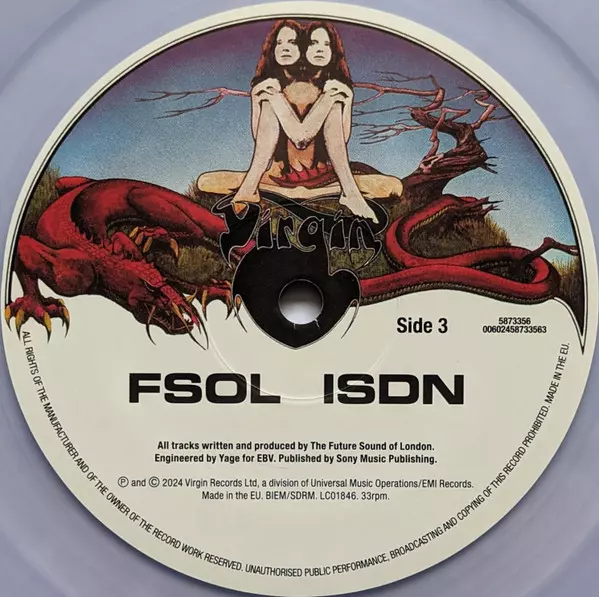 Virgin
Side 3
5873356
00602458733563
FSOL ISDN
All tracks written and produced by The Future Sound of London.
Engineered by Yage for EBV. Published by Sony Music Publishing.
Ⓟ and © 2024 Virgin Records Ltd, a division of Universal Music Operations/EMI Records.
Made in the EU. BIEM/SDRM. LC01846. 33rpm.
ALL RIGHTS OF THE MANUFACTURER AND OF THE OWNER OF THE RECORD WORK RESERVED. UNAUTHORISED PUBLIC PERFORMANCE, BROADCASTING AND COPYING OF THIS RECORD PROHIBITED. MADE IN THE EU.